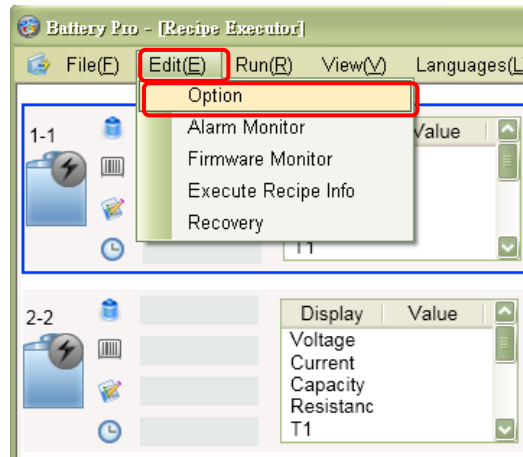 Battery Pro - [Recipe Executor]
File(F) Edit(E) Run(R) View(V) Languages(L
Option
Alarm Monitor
Firmware Monitor
Execute Recipe Info
Recovery
1-1
Value
T1
2-2
Display Value
Voltage
Current
Capacity
Resistanc
T1